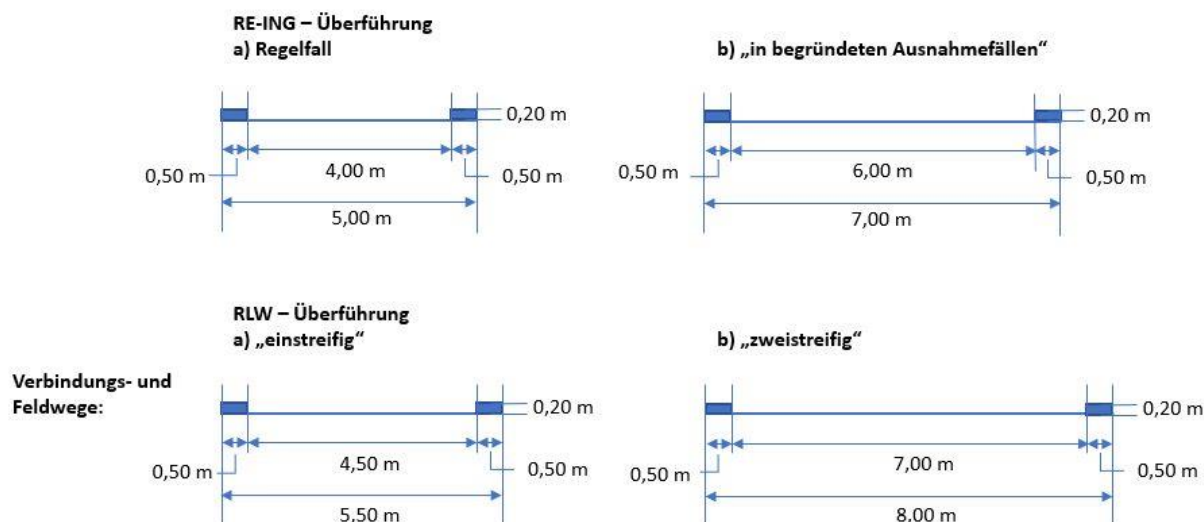 RE-ING – Überführung
a) Regelfall
b) „in begründeten Ausnahmefällen“
0,20 m
0,50 m
4,00 m
0,50 m
5,00 m
0,20 m
0,50 m
6,00 m
0,50 m
7,00 m
RLW – Überführung
a) „einstreifig“
b) „zweistreifig“
Verbindungs- und
Feldwege:
0,20 m
0,50 m
4,50 m
0,50 m
5,50 m
0,20 m
0,50 m
7,00 m
0,50 m
8,00 m